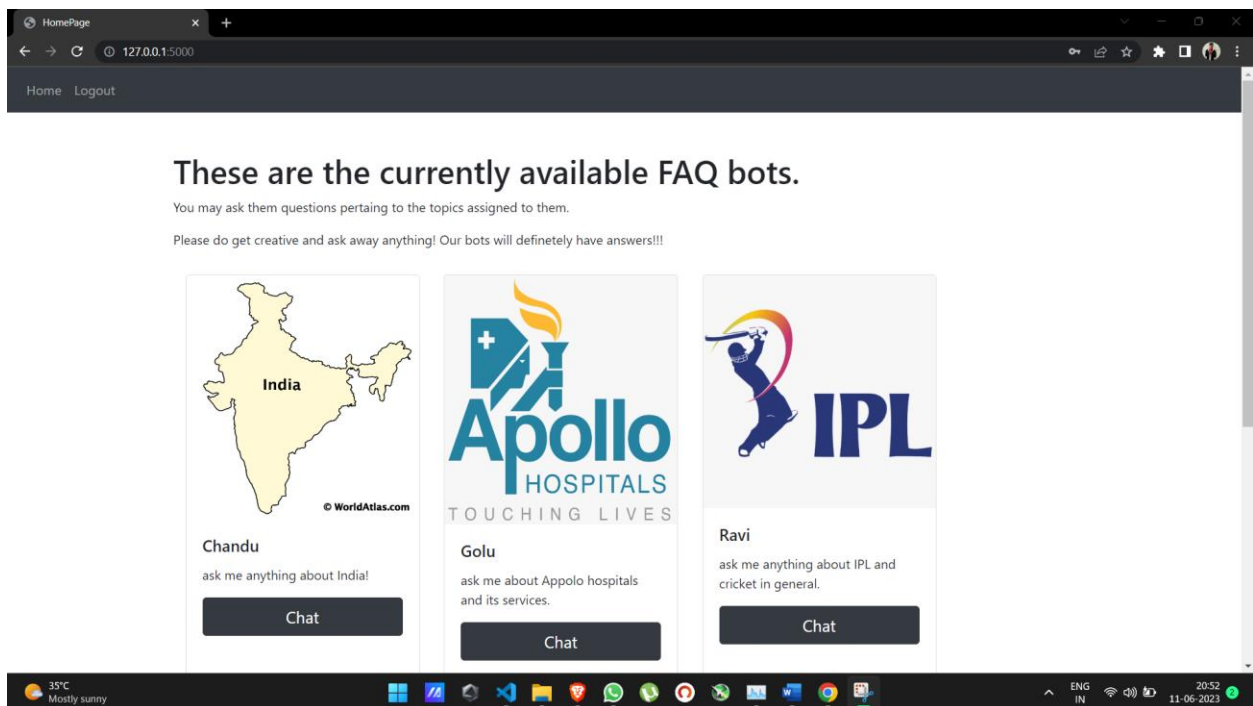 HomePage
127.0.0.1:5000
Home Logout
These are the currently available FAQ bots.
You may ask them questions pertaing to the topics assigned to them.
Please do get creative and ask away anything! Our bots will definetely have answers!!!
India
© WorldAtlas.com
Chandu
ask me anything about India!
Chat
Apollo
HOSPITALS
TOUCHING LIVES
Golu
ask me about Appolo hospitals
and its services.
Chat
IPL
Ravi
ask me anything about IPL and
cricket in general.
Chat
35°C
Mostly sunny
ENG
IN
20:52
11-06-2023
2